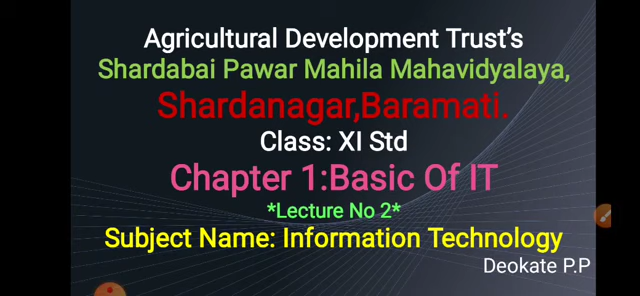 Agricultural Development Trust's
Shardabai Pawar Mahila Mahavidyalaya,
Shardanagar,Baramati.
Class: XI Std
Chapter 1:Basic Of IT
*Lecture No 2*
Subject Name: Information Technology
Deokate P.P